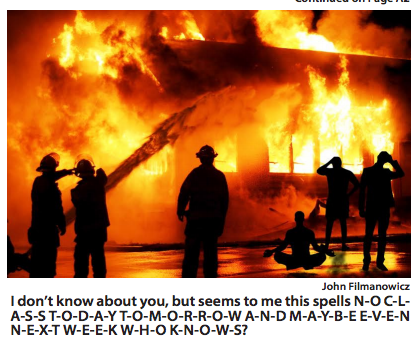 Continued on Page A2
John Filmanowicz
I don't know about you, but seems to me this spells N-O C-L-
A-S-S T-O-D-A-Y T-O-M-O-R-R-O-W A-N-D M-A-Y-B-E E-V-E-N
N-E-X-T W-E-E-K W-H-O K-N-O-W-S?